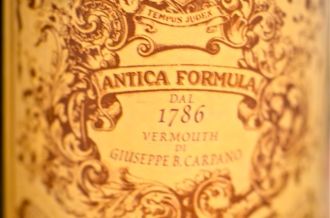 TEMPUS JUDEX
ANTICA FORMULA
DAL
1786
VERMOUTH
DI
GIUSEPPE B. CARPANO